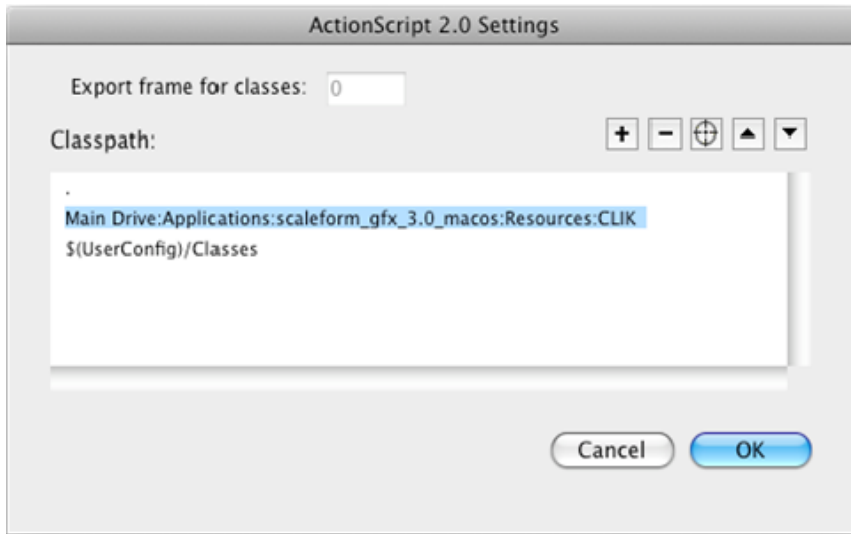 ActionScript 2.0 Settings
Export frame for classes: 0
Classpath:
.
Main Drive:Applications:scaleform_gfx_3.0_macos:Resources:CLIK
$(UserConfig)/Classes
Cancel
OK